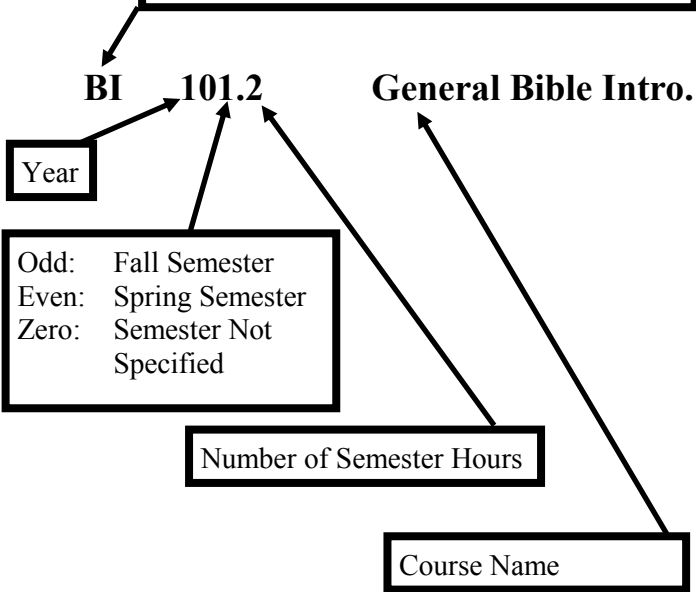 BI 101.2 General Bible Intro.
Year
Odd: Fall Semester
Even: Spring Semester
Zero: Semester Not
Specified
Number of Semester Hours
Course Name